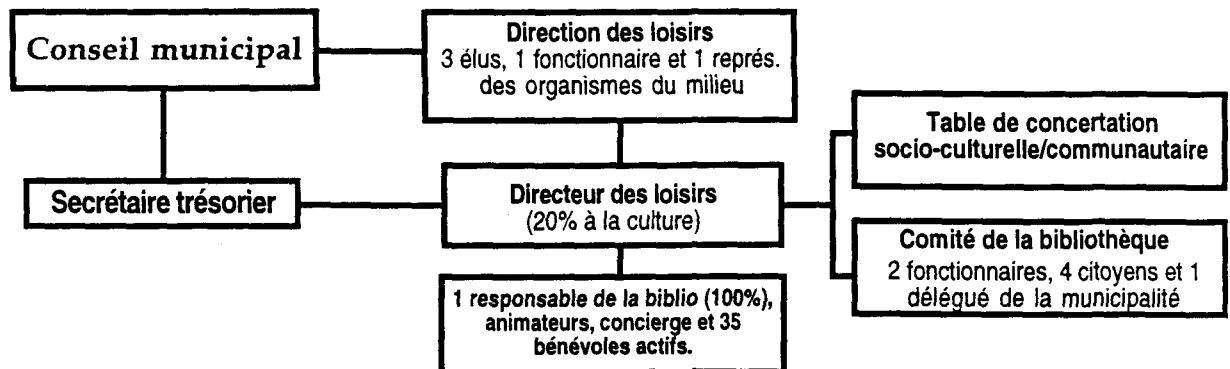 Conseil municipal
Direction des loisirs
3 élus, 1 fonctionnaire et 1 représ.
des organismes du milieu
Table de concertation
socio-culturelle/communautaire
Secrétaire trésorier
Directeur des loisirs
(20% à la culture)
Comité de la bibliothèque
2 fonctionnaires, 4 citoyens et 1
délégué de la municipalité
1 responsable de la biblio (100%),
animateurs, concierge et 35
bénévoles actifs.